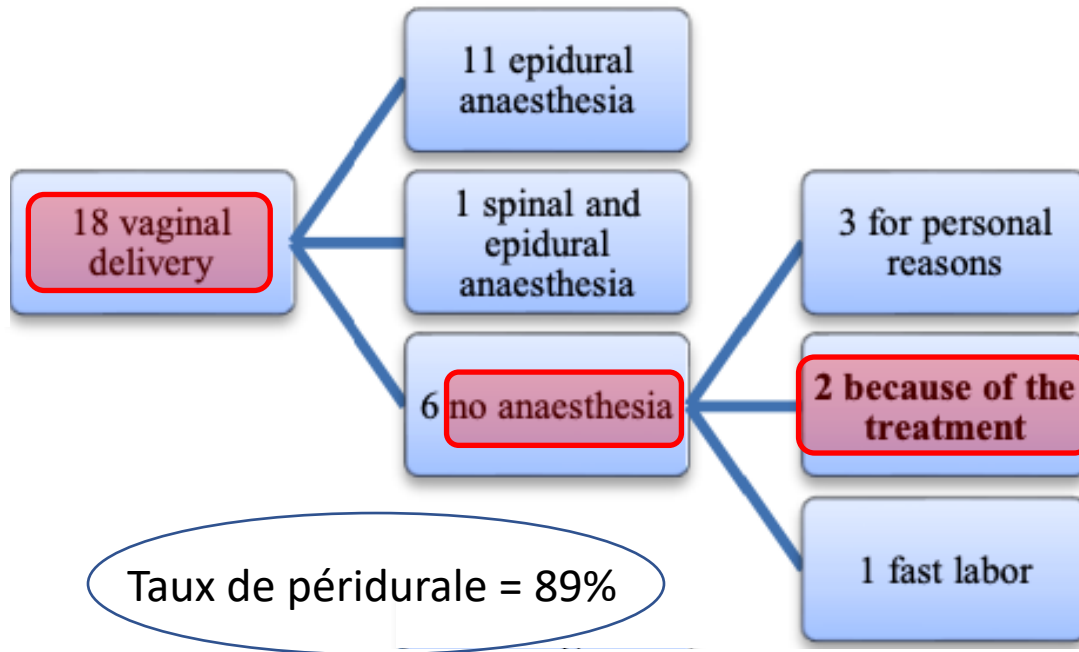 11 epidural
anaesthesia
18 vaginal
delivery
1 spinal and
epidural
anaesthesia
6 no anaesthesia
3 for personal
reasons
2 because of the
treatment
1 fast labor
Taux de péridurale = 89%